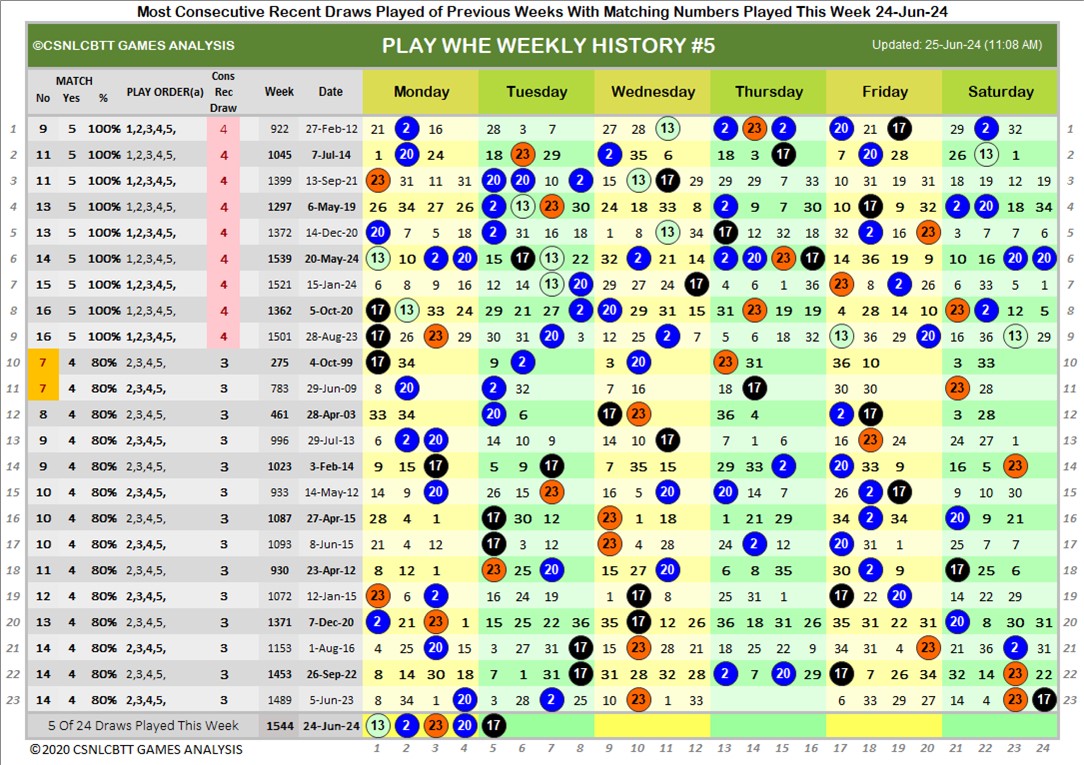 Most Consecutive Recent Draws Played of Previous Weeks With Matching Numbers Played This Week 24-Jun-24
©CSNLCBTT GAMES ANALYSIS PLAY WHE WEEKLY HISTORY #5 Updated: 25-Jun-24 (11:08 AM)
No MATCH Yes % PLAY ORDER(a) Cons Rec Draw Week Date Monday Tuesday Wednesday Thursday Friday Saturday
1 9 5 100% 1,2,3,4,5, 4 922 27-Feb-12 21 2 16 28 3 7 27 28 13 2 23 2 20 21 17 29 2 32 1
2 11 5 100% 1,2,3,4,5, 4 1045 7-Jul-14 1 20 24 18 23 29 2 35 6 18 3 17 7 20 28 26 13 1 2
3 11 5 100% 1,2,3,4,5, 4 1399 13-Sep-21 23 31 11 31 20 20 10 2 15 13 17 29 29 29 7 33 10 31 19 31 18 19 12 19 3
4 13 5 100% 1,2,3,4,5, 4 1297 6-May-19 26 34 27 26 2 13 23 30 24 18 33 8 2 9 7 30 10 17 9 32 2 20 18 34 4
5 13 5 100% 1,2,3,4,5, 4 1372 14-Dec-20 20 7 5 18 2 31 16 18 1 8 13 34 17 12 32 18 32 2 16 23 3 7 7 6 5
6 14 5 100% 1,2,3,4,5, 4 1539 20-May-24 13 10 2 20 15 17 13 22 32 2 21 14 2 20 23 17 14 36 19 9 10 16 20 20 6
7 15 5 100% 1,2,3,4,5, 4 1521 15-Jan-24 6 8 9 16 12 14 13 20 29 27 24 17 4 6 1 36 23 8 2 26 6 33 5 1 7
8 16 5 100% 1,2,3,4,5, 4 1362 5-Oct-20 17 13 33 24 29 21 27 2 20 29 31 15 31 23 19 19 4 28 14 10 23 2 12 5 8
9 16 5 100% 1,2,3,4,5, 4 1501 28-Aug-23 17 26 23 29 30 31 20 3 12 25 2 7 5 6 18 32 13 35 29 20 16 36 13 29 9
10 7 4 80% 2,3,4,5, 3 275 4-Oct-99 17 34 9 2 3 20 23 31 36 10 3 33 10
11 7 4 80% 2,3,4,5, 3 783 29-Jun-09 8 20 2 32 7 16 18 17 30 30 23 28 11
12 8 4 80% 2,3,4,5, 3 461 28-Apr-03 33 34 20 6 17 23 36 4 2 17 3 28 12
13 9 4 80% 2,3,4,5, 3 996 29-Jul-13 6 2 20 14 10 9 14 10 17 7 1 6 16 23 24 24 27 1 13
14 9 4 80% 2,3,4,5, 3 1023 3-Feb-14 9 15 17 5 9 17 7 35 15 29 33 2 20 33 9 16 5 23 14
15 10 4 80% 2,3,4,5, 3 933 14-May-12 14 9 20 26 15 23 16 5 20 20 14 7 26 2 17 9 10 30 15
16 10 4 80% 2,3,4,5, 3 1087 27-Apr-15 28 4 1 17 30 12 23 1 18 1 21 29 34 2 34 20 9 21 16
17 10 4 80% 2,3,4,5, 3 1093 8-Jun-15 21 4 12 17 3 12 23 4 28 24 2 12 20 31 1 25 7 7 17
18 11 4 80% 2,3,4,5, 3 930 23-Apr-12 8 12 1 23 25 20 15 27 20 6 8 35 30 2 9 17 25 6 18
19 12 4 80% 2,3,4,5, 3 1072 12-Jan-15 23 6 2 16 24 19 1 17 8 25 31 1 17 22 20 14 22 29 19
20 13 4 80% 2,3,4,5, 3 1371 7-Dec-20 2 21 23 1 15 25 22 36 35 17 12 26 36 18 31 26 35 31 22 31 20 8 30 31 20
21 14 4 80% 2,3,4,5, 3 1153 1-Aug-16 4 25 20 15 3 27 31 17 15 23 28 21 18 25 22 9 34 31 4 23 21 36 2 31 21
22 14 4 80% 2,3,4,5, 3 1453 26-Sep-22 8 14 30 18 7 1 31 17 31 28 32 28 2 7 20 29 17 7 26 34 32 14 23 22 22
23 14 4 80% 2,3,4,5, 3 1489 5-Jun-23 8 34 1 20 3 28 2 25 10 23 1 33 6 33 29 27 14 4 23 17 23
5 Of 24 Draws Played This Week 1544 24-Jun-24 13 2 23 20 17
© 2020 CSNLCBTT GAMES ANALYSIS 1 2 3 4 5 6 7 8 9 10 11 12 13 14 15 16 17 18 19 20 21 22 23 24